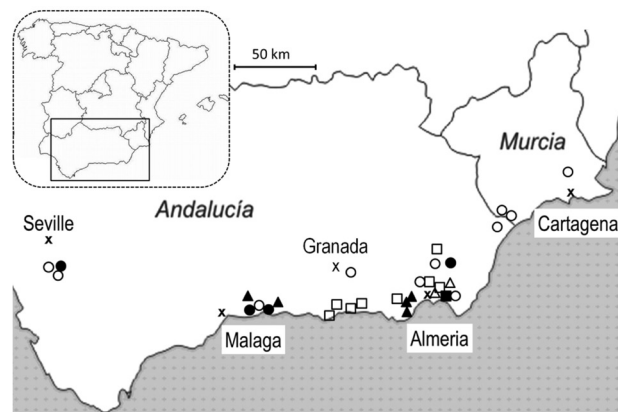 50 km
Murcia
Andalucía
Seville
x
Granada
x
x
Cartagena
x
Malaga
x
Almeria